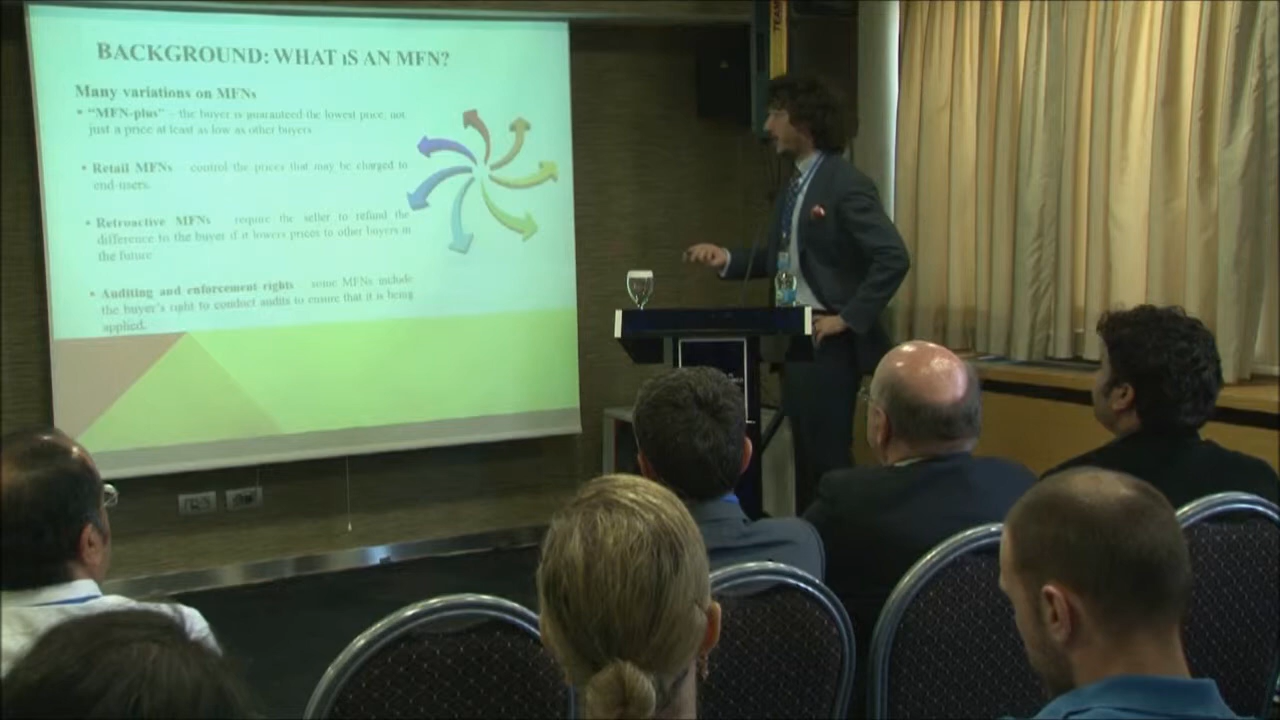 BACKGROUND: WHAT IS AN MFN?
Many variations on MFNs
• "MFN-plus" – the buyer is guaranteed the lowest price, not
just a price at least as low as other buyers
• Retail MFNs control the prices that may be charged to
end-users.
• Retroactive MFNs require the seller to refund the
difference to the buyer if it lowers prices to other buyers in
the future
• Auditing and enforcement rights some MFNs include
the buyer's right to conduct audits to ensure that it is being
applied.
TEAM